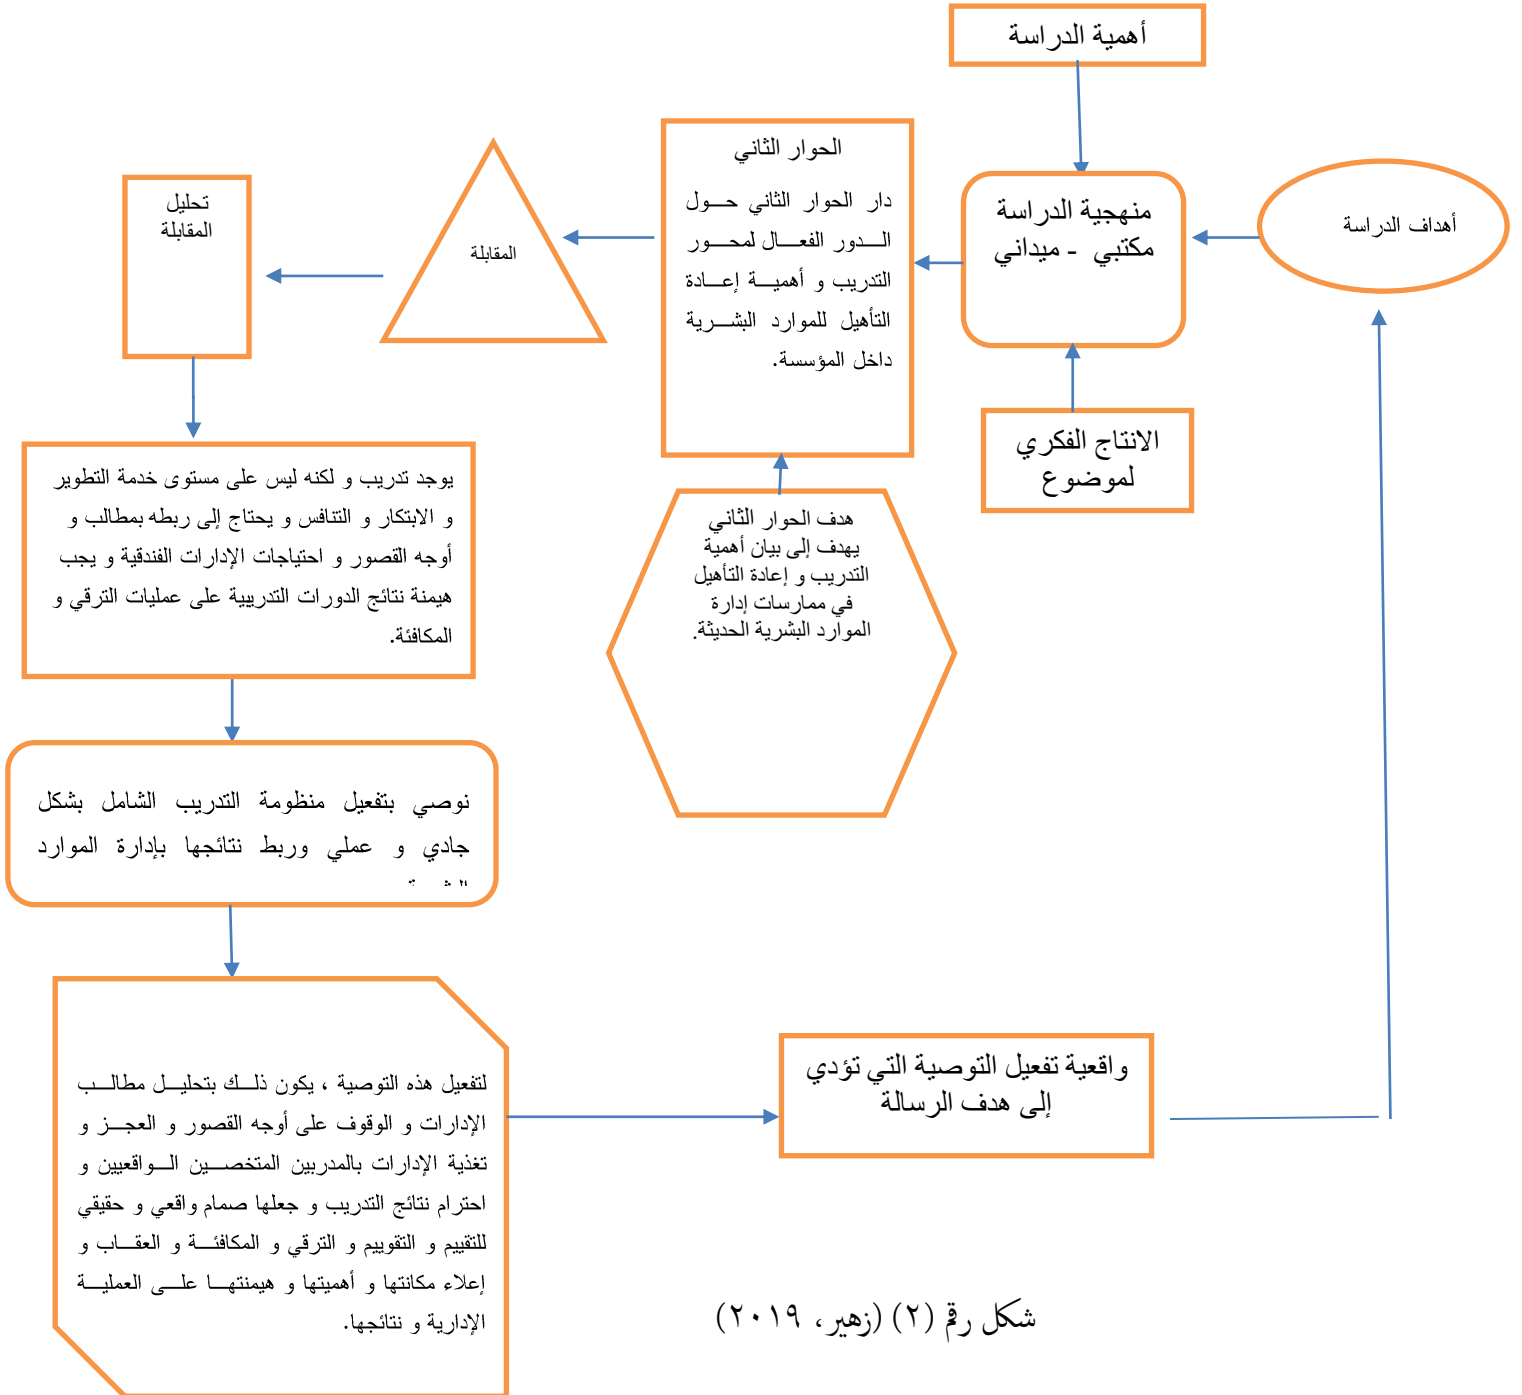 أهمية الدراسة
أهداف الدراسة
منهجية الدراسة
مكتبي - ميداني
الانتاج الفكري
لموضوع
الحوار الثاني
دار الحوار الثاني حول
الدور الفعال لمحور
التدريب و أهمية إعادة
التأهيل للموارد البشرية
داخل المؤسسة.
هدف الحوار الثاني
يهدف إلى بيان أهمية
التدريب و إعادة التأهيل
في ممارسات إدارة
الموارد البشرية الحديثة.
المقابلة
تحليل
المقابلة
يوجد تدريب و لكنه ليس على مستوى خدمة التطوير
و الابتكار و التنافس و يحتاج إلى ربطه بمطالب و
أوجه القصور و احتياجات الإدارات الفندقية و يجب
هيمنة نتائج الدورات التدريبية على عمليات الترقي و
المكافئة.
نوصي بتفعيل منظومة التدريب الشامل بشكل
جادي و عملي وربط نتائجها بإدارة الموارد
لتفعيل هذه التوصية ، يكون ذلك بتحليل مطالب
الإدارات و الوقوف على أوجه القصور و العجز و
تغذية الإدارات بالمدربين المتخصصين الواقعيين و
احترام نتائج التدريب و جعلها صمام واقعي و حقيقي
للتقييم و التقوييم و الترقي و المكافئة و العقاب و
إعلاء مكانتها و أهميتها و هيمنتها على العملية
الإدارية و نتائجها.
واقعية تفعيل التوصية التي تؤدي
إلى هدف الرسالة
شكل رقم (٢) (زهير، ٢٠١٩)